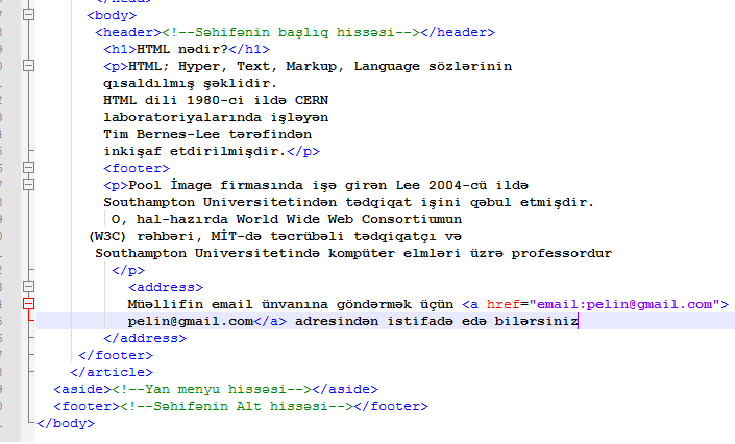 <body>
<header><!--Səhifənin başlıq hissəsi--></header>
<h1>HTML nədir?</h1>
<p>HTML; Hyper, Text, Markup, Language sözlərinin
qısaldılmış şəklidir.
HTML dili 1980-ci ildə CERN
laboratoriyalarında işləyən
Tim Bernes-Lee tərəfindən
inkişaf etdirilmişdir.</p>
<footer>
<p>Pool İmage firmasında işə girən Lee 2004-cü ildə
Southampton Universitetindən tədqiqat işini qəbul etmişdir.
O, hal-hazırda World Wide Web Consortiumun
(W3C) rəhbəri, MİT-də təcrübəli tədqiqatçı və
Southampton Universitetində kompüter elmləri üzrə professordur
</p>
<address>
Müəllifin email ünvanına göndərmək üçün <a href="email:pelin@gmail.com">
pelin@gmail.com</a> adresindən istifadə edə bilərsiniz
</address>
</footer>
</article>
<aside><!--Yan menyu hissəsi--></aside>
<footer><!--Səhifənin Alt hissəsi--></footer>
</body>